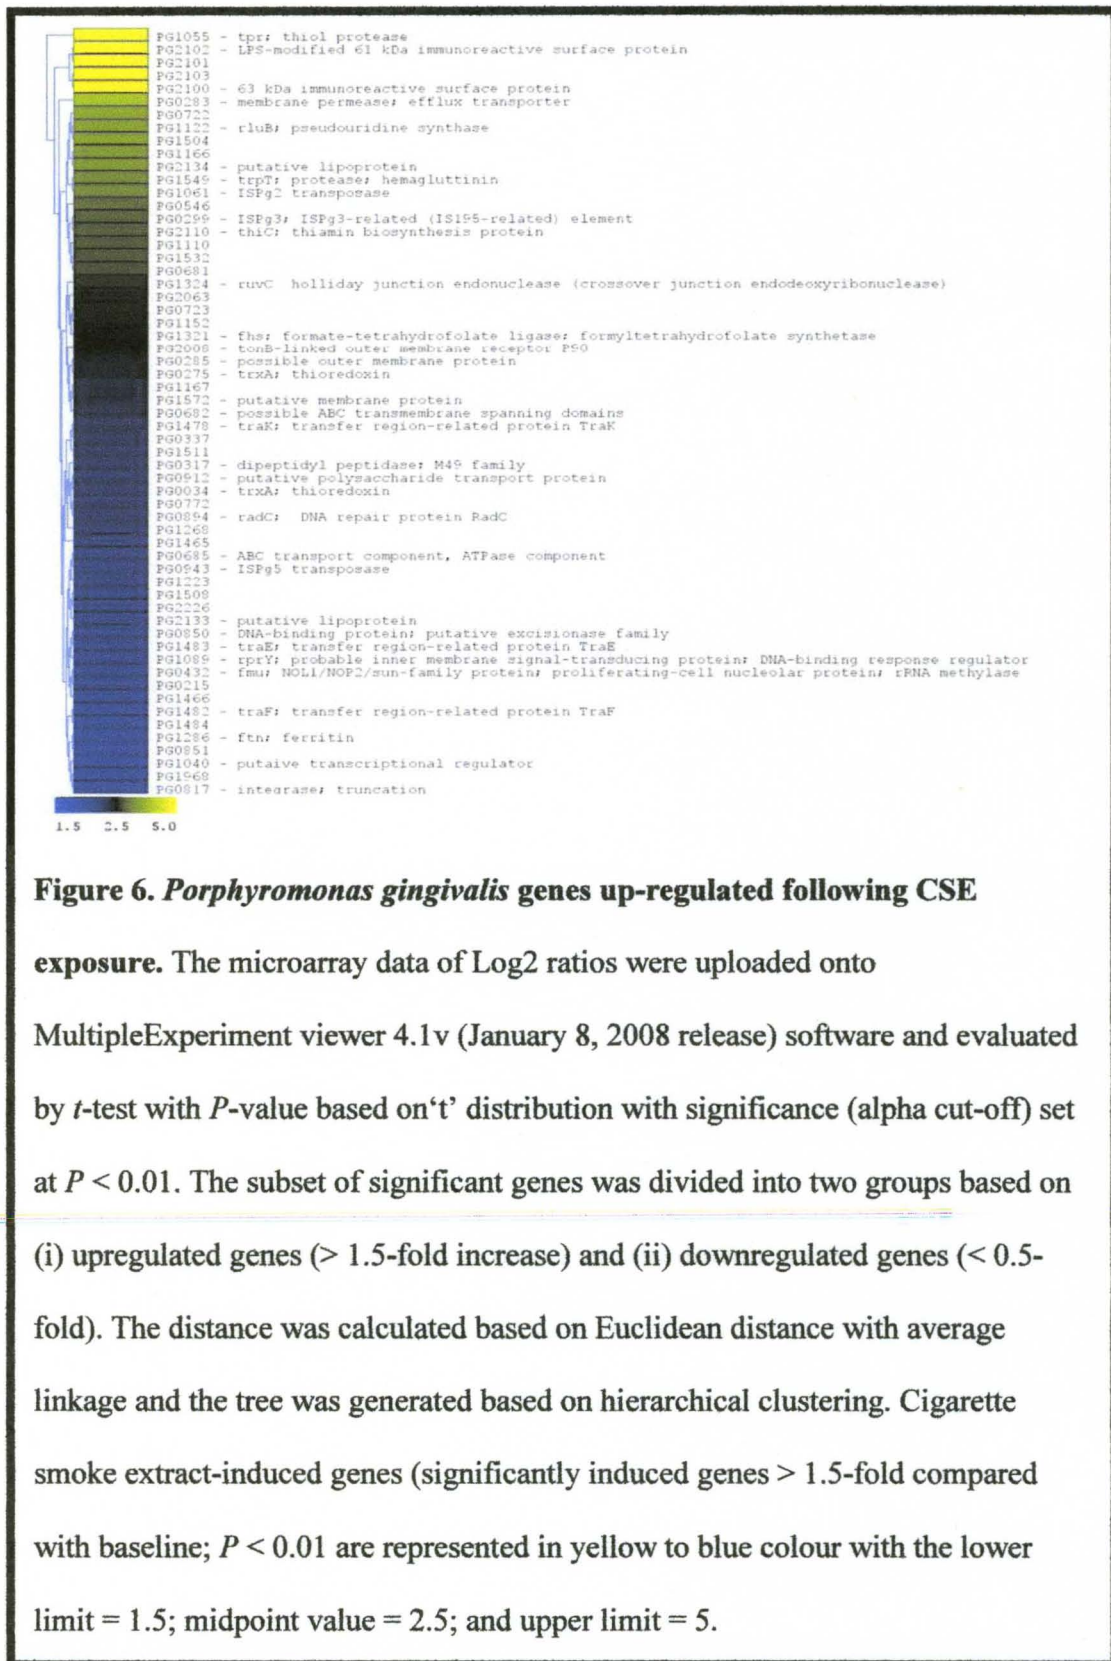 PG1055 - tpr; thiol protease
PG2102 - LPS-modified 61 kDa immunoreactive surface protein
PG2101
PG2103
PG2100 - 63 kDa immunoreactive surface protein
PG0283 - membrane permease; efflux transporter
PG0722
PG1122 - rluB; pseudouridine synthase
PG1504
PG1166
PG2134 - putative lipoprotein
PG1549 - trpT; protease; hemagluttinin
PG1061 - ISPg2 transposase
PG0546
PG0299 - ISPg3; ISPg3-related (IS195-related) element
PG2110 - thiC; thiamin biosynthesis protein
PG1110
PG1532
PG0681
PG1324 - ruvC holliday junction endonuclease (crossover junction endodeoxyribonuclease)
PG2063
PG0723
PG1152
PG1321 - fhs; formate-tetrahydrofolate ligase; formyltetrahydrofolate synthetase
PG2008 - tonB-linked outer membrane receptor P90
PG0285 - possible outer membrane protein
PG0275 - trxA; thioredoxin
PG1167
PG1572 - putative membrane protein
PG0682 - possible ABC transmembrane spanning domains
PG1478 - traK; transfer region-related protein TraK
PG0337
PG1511
PG0317 - dipeptidyl peptidase; M49 family
PG0912 - putative polysaccharide transport protein
PG0034 - trxA; thioredoxin
PG0772
PG0894 - radC; DNA repair protein RadC
PG1268
PG1465
PG0685 - ABC transport component, ATPase component
PG0943 - ISPg5 transposase
PG1223
PG1508
PG2226
PG2133 - putative lipoprotein
PG0850 - DNA-binding protein; putative excisionase family
PG1483 - traE; transfer region-related protein TraE
PG1089 - rprY; probable inner membrane signal-transducing protein; DNA-binding response regulator
PG0432 - fmu; NOL1/NOP2/sun-family protein; proliferating-cell nucleolar protein; rRNA methylase
PG0215
PG1466
PG1482 - traF; transfer region-related protein TraF
PG1484
PG1286 - ftn; ferritin
PG0851
PG1040 - putaive transcriptional regulator
PG1968
PG0817 - integrase; truncation
1.5 2.5 5.0
Figure 6. Porphyromonas gingivalis genes up-regulated following CSE
exposure. The microarray data of Log2 ratios were uploaded onto
MultipleExperiment viewer 4.1v (January 8, 2008 release) software and evaluated
by t-test with P-value based on‘t’ distribution with significance (alpha cut-off) set
at P < 0.01. The subset of significant genes was divided into two groups based on
(i) upregulated genes (> 1.5-fold increase) and (ii) downregulated genes (< 0.5-
fold). The distance was calculated based on Euclidean distance with average
linkage and the tree was generated based on hierarchical clustering. Cigarette
smoke extract-induced genes (significantly induced genes > 1.5-fold compared
with baseline; P < 0.01 are represented in yellow to blue colour with the lower
limit = 1.5; midpoint value = 2.5; and upper limit = 5.